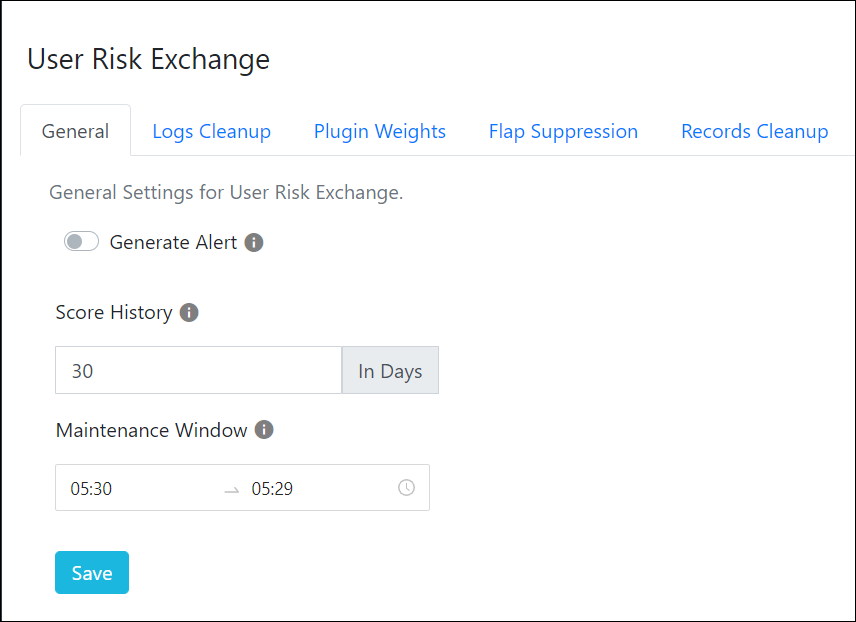 User Risk Exchange
General Logs Cleanup Plugin Weights Flap Suppression Records Cleanup
General Settings for User Risk Exchange.
Generate Alert
Score History
30 In Days
Maintenance Window
05:30 → 05:29
Save